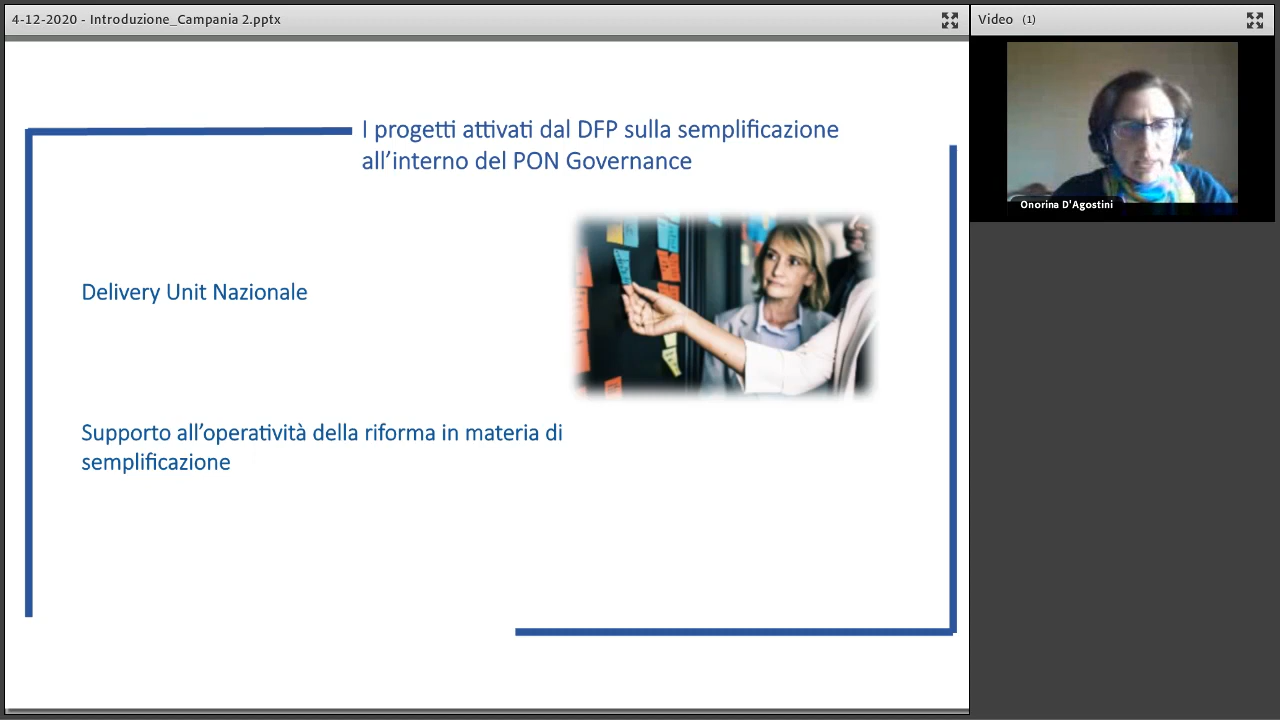 4-12-2020 - Introduzione_Campania 2.pptx
Video (1)
I progetti attivati dal DFP sulla semplificazione
all’interno del PON Governance
Onorina D'Agostini
Delivery Unit Nazionale
Supporto all’operatività della riforma in materia di
semplificazione